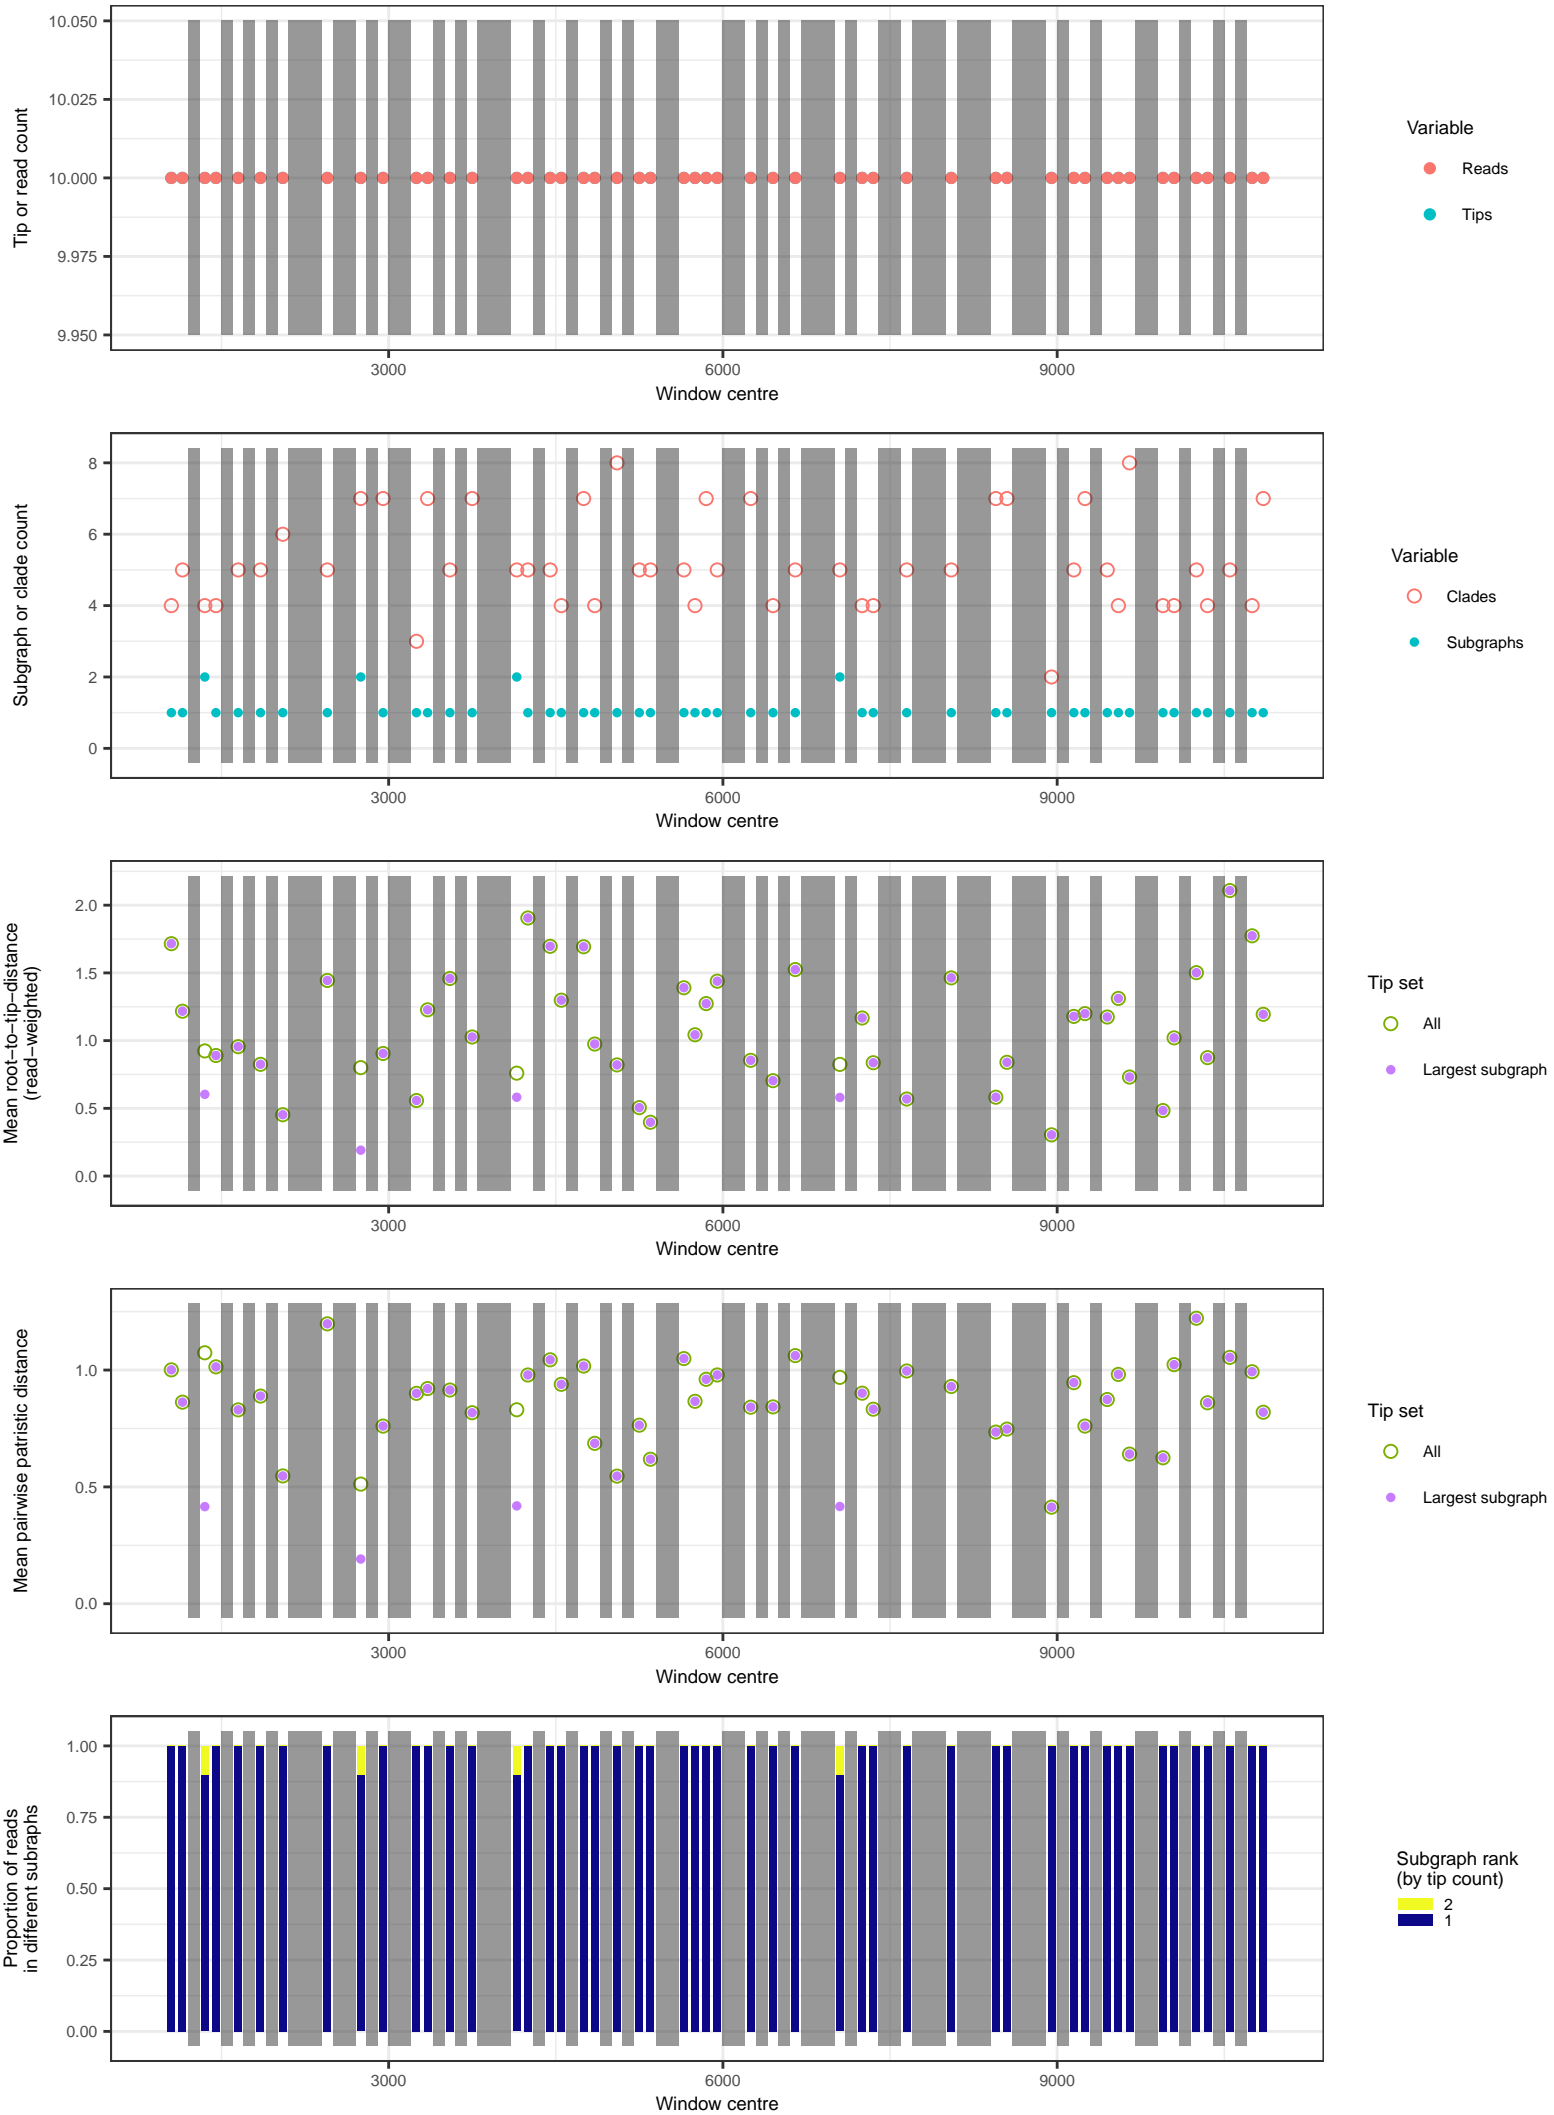 10.050
10.025
10.000
9.975
9.950
Tip or read count
3000
6000
9000
Window centre
Variable
Reads
Tips
8
6
4
2
0
Subgraph or clade count
3000
6000
9000
Window centre
Variable
Clades
Subgraphs
2.0
1.5
1.0
0.5
0.0
Mean root−to−tip−distance
(read−weighted)
3000
6000
9000
Window centre
Tip set
All
Largest subgraph
1.0
0.5
0.0
Mean pairwise patristic distance
3000
6000
9000
Window centre
Tip set
All
Largest subgraph
1.00
0.75
0.50
0.25
0.00
Proportion of reads
in different subraphs
3000
6000
9000
Window centre
Subgraph rank
(by tip count)
2
1